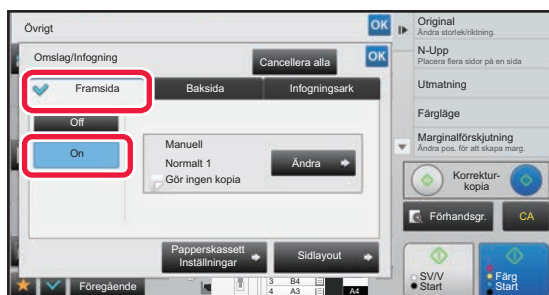 Övrigt
OK
Omslag/Infogning
Cancellera alla
OK
Framsida
Baksida
Infogningsark
Off
On
Manuell
Normalt 1
Gör ingen kopia
Ändra
Papperskassett
Inställningar
Sidlayout
Föregående
3 B4
4 A3
A4
Original
Ändra storlek/riktning.
N-Upp
Placera flera sidor på en sida
Utmatning
Färgläge
Marginalförskjutning
Ändra pos. för att skapa marg.
Korrektur-
kopia
Förhandsgr.
CA
SV/V
Start
Färg
Start